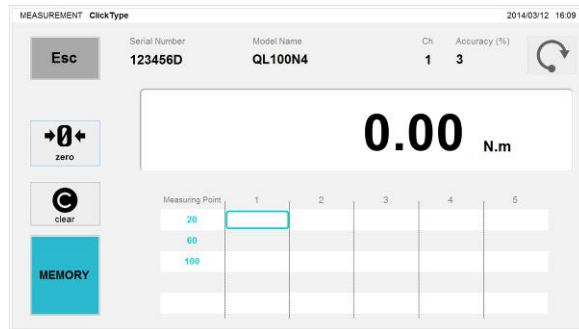 MEASUREMENT ClickType 2014/03/12 16:09
Esc
Serial Number Model Name Ch Accuracy (%)
123456D QL100N4 1 3
0
zero
0.00 N.m
C
clear
Measuring Point 1 2 3 4 5
20
60
100
MEMORY